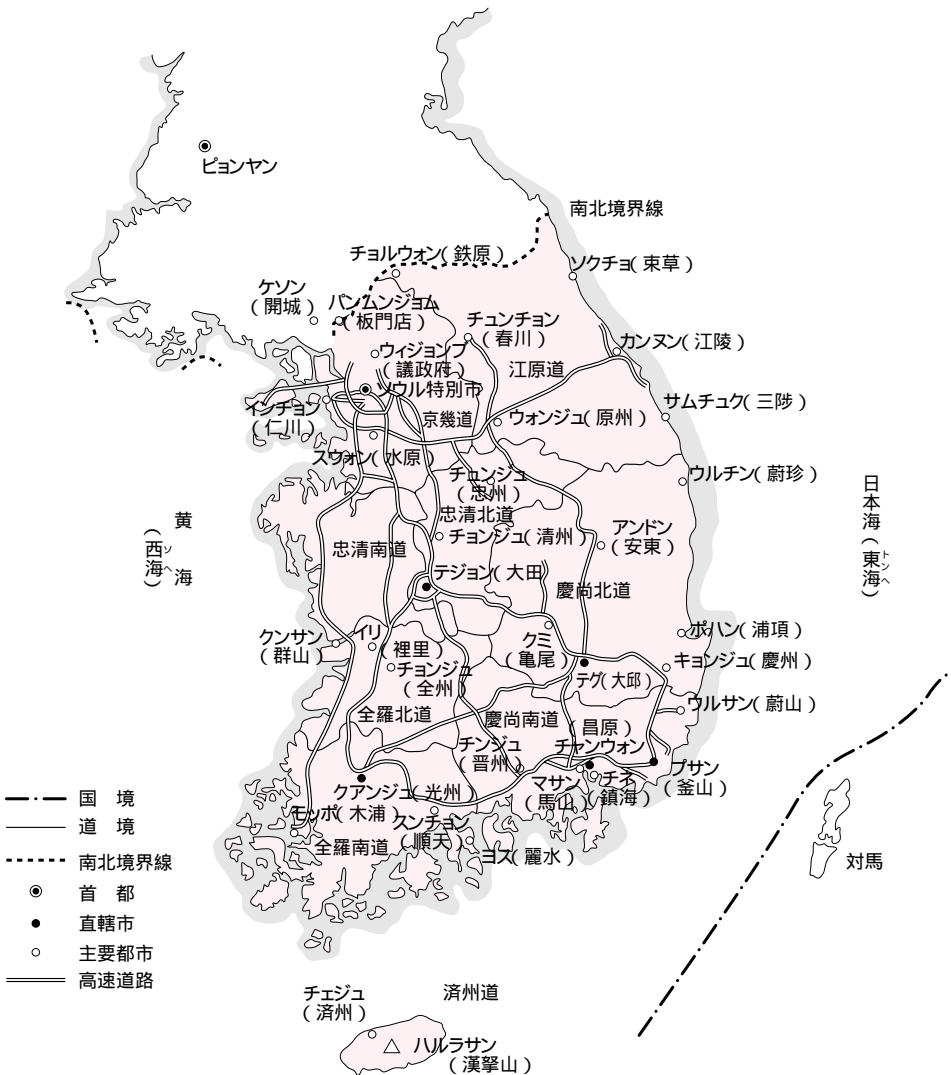 ピョンヤン
南北境界線
チョルウォン(鉄原)
ソクチョ(束草)
ケソン
(開城)
パンムンジョム
(板門店)
チュンチョン
(春川)
カンヌン(江陵)
ウィジョンブ
(議政府)
江原道
ソウル特別市
インチョン
(仁川)
京幾道
ウォンジュ(原州)
サムチュク(三陟)
スウォン(水原)
チュンジュ
(忠州)
ウルチン(蔚珍)
忠清北道
黄海
(西海)
ソヘ
日本海(東海)
トンヘ
忠清南道
チョンジュ(清州)
アンドン
(安東)
テジョン(大田)
慶尚北道
クンサン
(群山)
イリ
(裡里)
チョンジュ
(全州)
クミ
(亀尾)
ポハン(浦項)
キョンジュ(慶州)
テグ(大邱)
ウルサン(蔚山)
全羅北道
慶尚南道
(昌原)
チャンウォン
チンジュ
(晋州)
マサン
(馬山)
チネ
(鎮海)
プサン
(釜山)
クアンジュ(光州)
モッポ(木浦)
スンチョン
(順天)
全羅南道
ヨス(麗水)
対馬
国境
道境
南北境界線
首都
直轄市
主要都市
高速道路
チェジュ
(済州)
済州道
ハルラサン
(漢拏山)